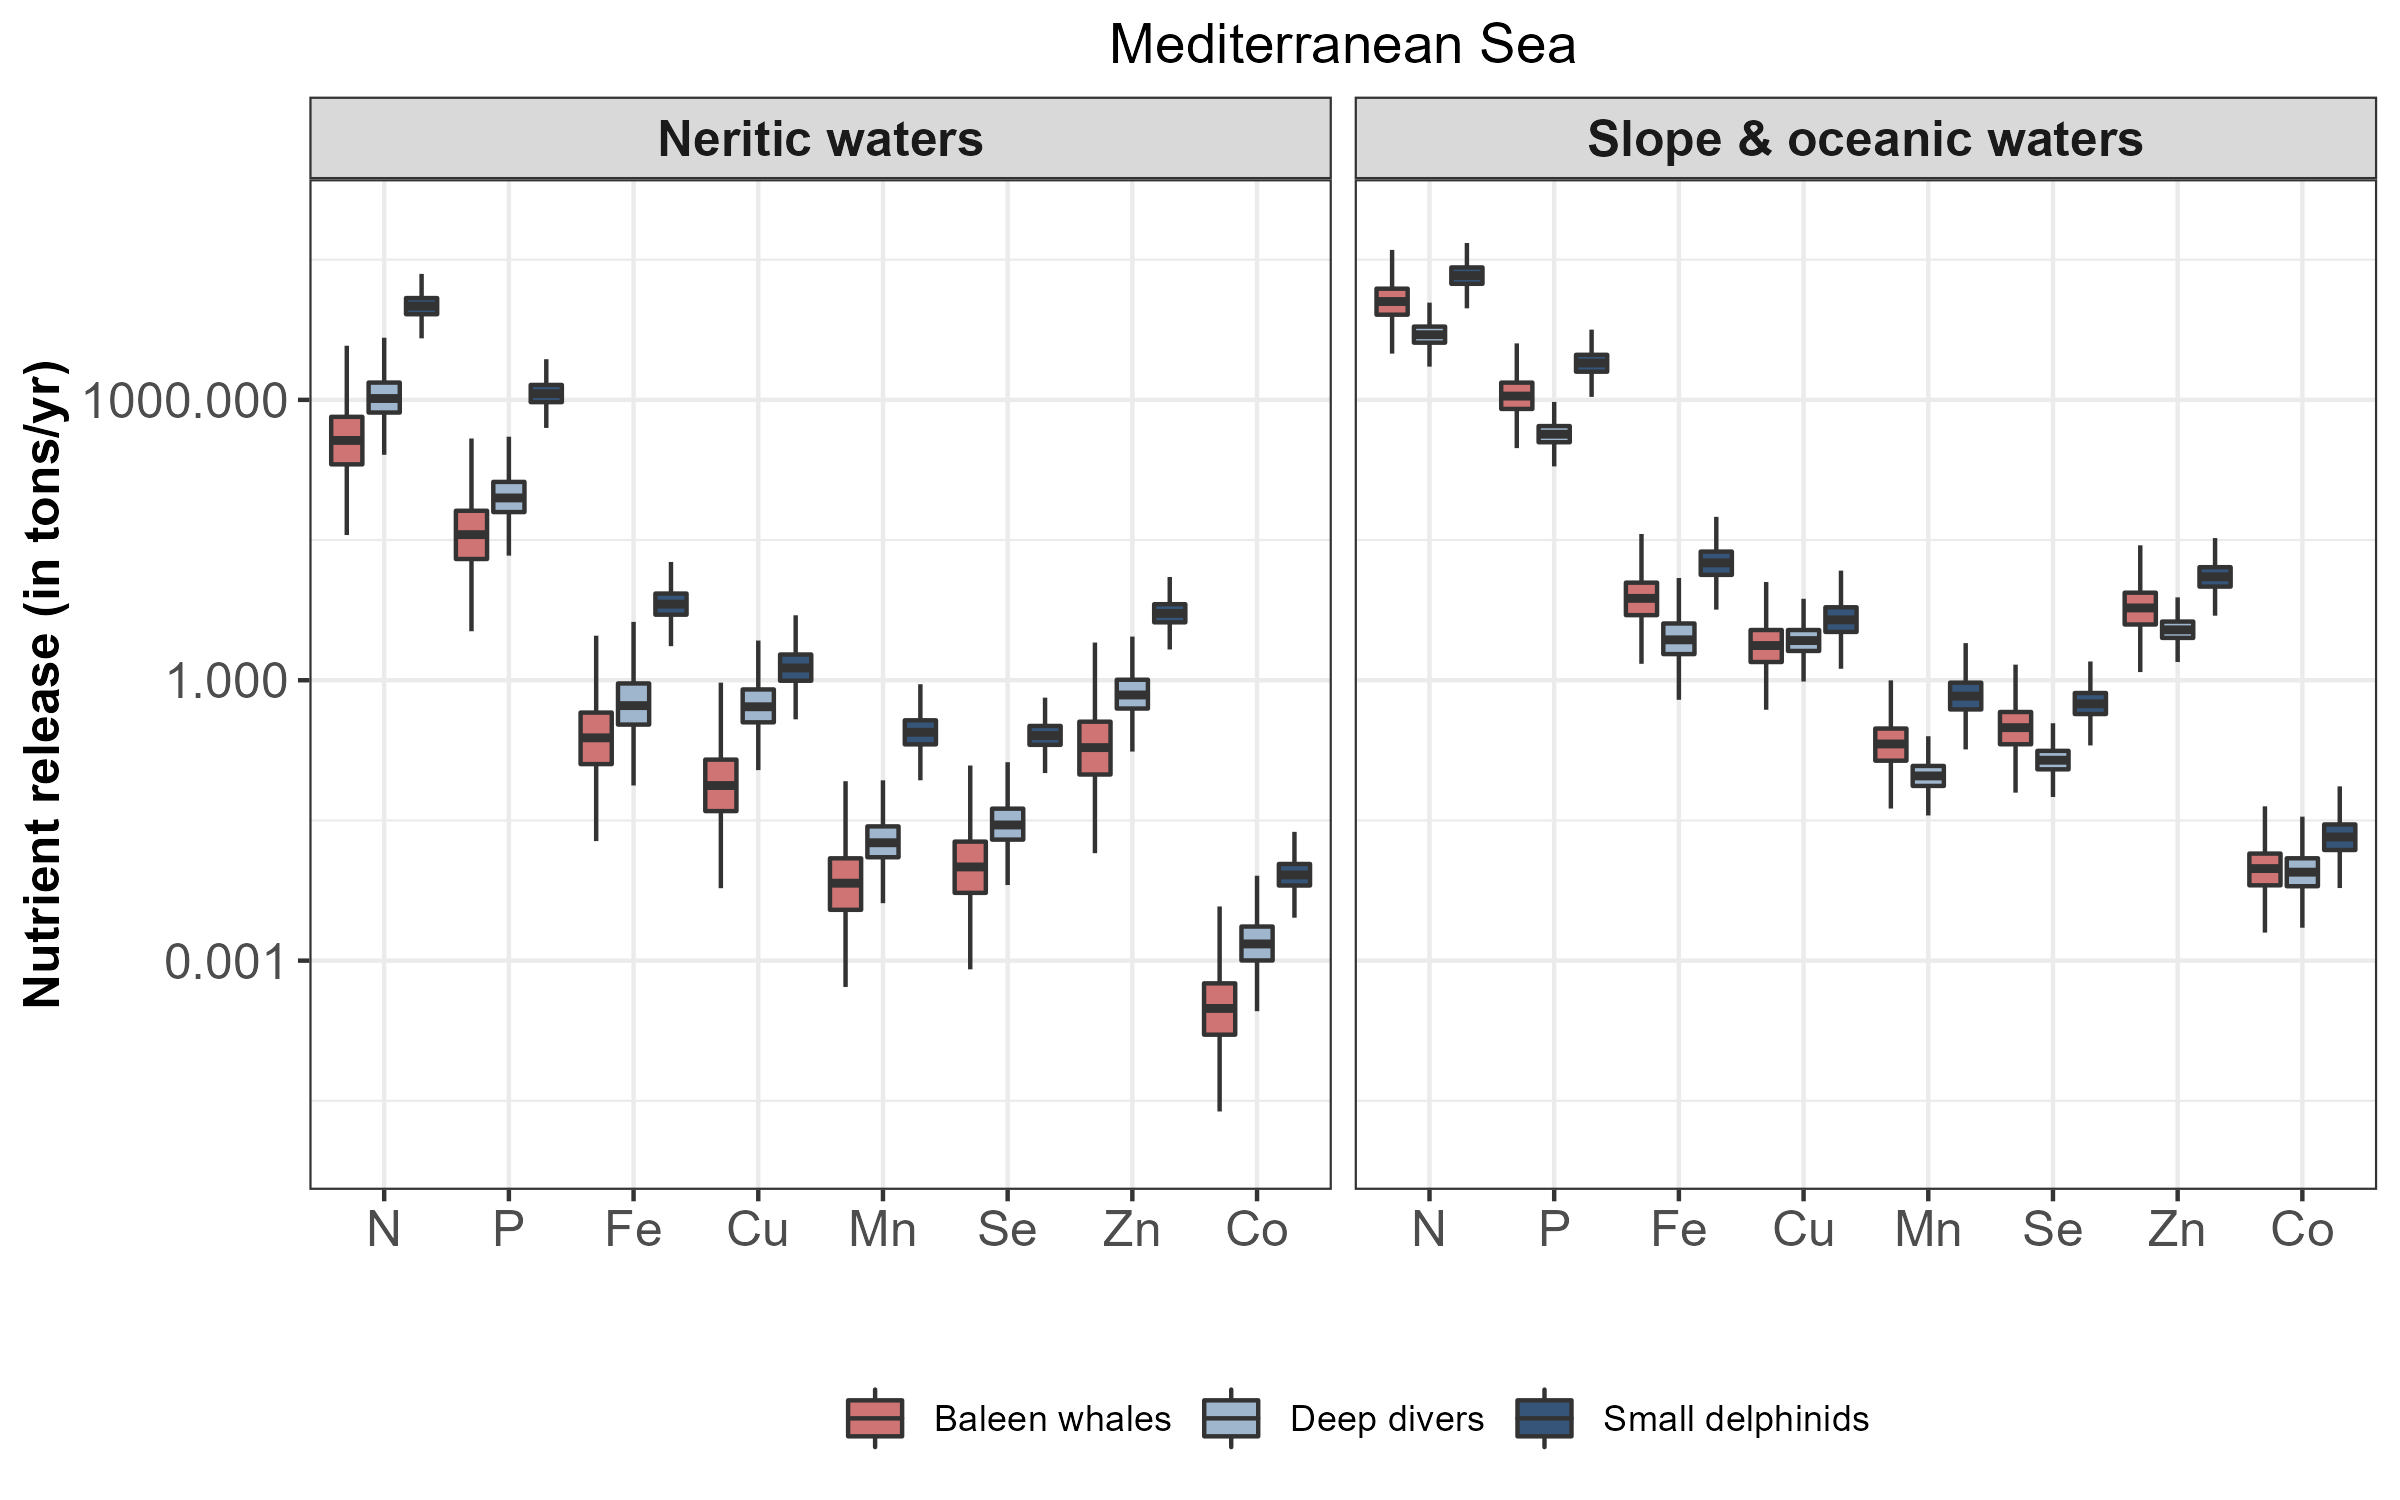 Mediterranean Sea
Neritic waters
Slope & oceanic waters
Nutrient release (in tons/yr)
1000.000
1.000
0.001
N P Fe Cu Mn Se Zn Co
N P Fe Cu Mn Se Zn Co
Baleen whales Deep divers Small delphinids